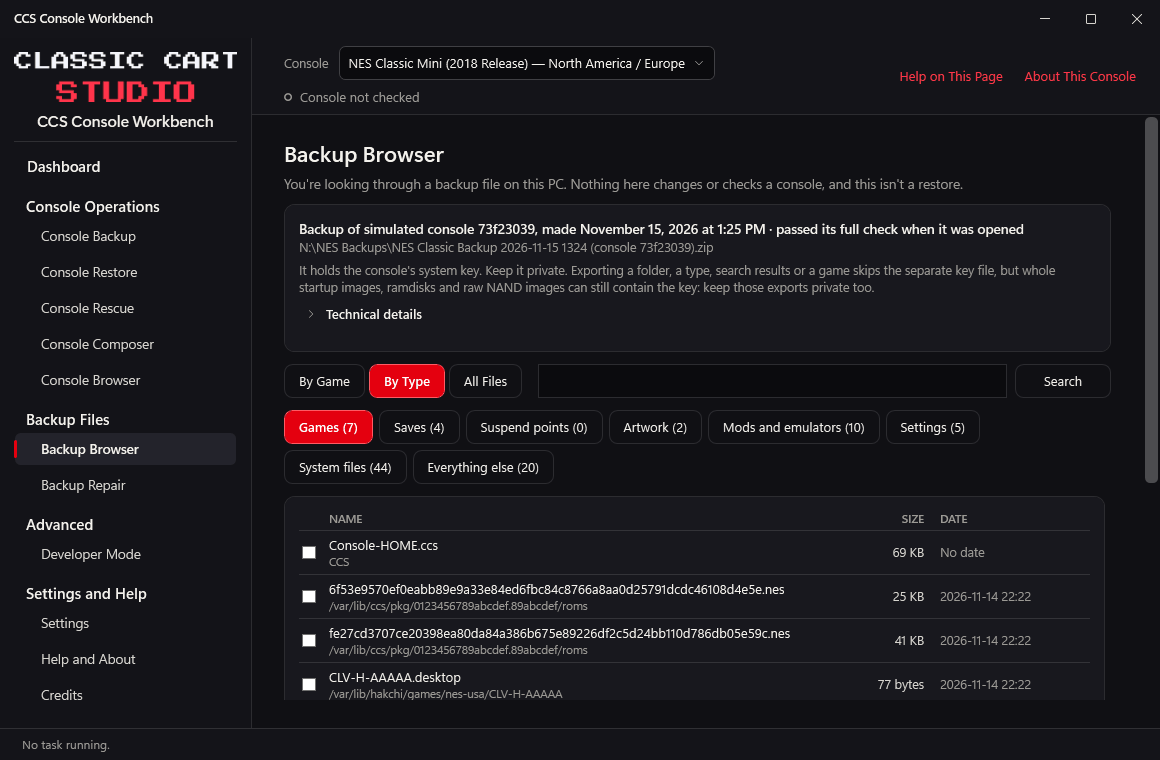 CCS Console Workbench
CLASSIC CART
STUDIO
CCS Console Workbench
Dashboard
Console Operations
Console Backup
Console Restore
Console Rescue
Console Composer
Console Browser
Backup Files
Backup Browser
Backup Repair
Advanced
Developer Mode
Settings and Help
Settings
Help and About
Credits
Console
NES Classic Mini (2018 Release) — North America / Europe
Console not checked
Help on This Page
About This Console
Backup Browser
You're looking through a backup file on this PC. Nothing here changes or checks a console, and this isn't a restore.
Backup of simulated console 73f23039, made November 15, 2026 at 1:25 PM · passed its full check when it was opened
N:\NES Backups\NES Classic Backup 2026-11-15 1324 (console 73f23039).zip
It holds the console's system key. Keep it private. Exporting a folder, a type, search results or a game skips the separate key file, but whole
startup images, ramdisks and raw NAND images can still contain the key: keep those exports private too.
Technical details
By Game
By Type
All Files
Search
Games (7)
Saves (4)
Suspend points (0)
Artwork (2)
Mods and emulators (10)
Settings (5)
System files (44)
Everything else (20)
NAME SIZE DATE
Console-HOME.ccs 69 KB No date
CCS
6f53e9570ef0eabb89e9a33e84ed6fbc84c8766a8aa0d25791dcdc46108d4e5e.nes 25 KB 2026-11-14 22:22
/var/lib/ccs/pkg/0123456789abcdef.89abcdef/roms
fe27cd3707ce20398ea80da84a386b675e89226df2c5d24bb110d786db05e59c.nes 41 KB 2026-11-14 22:22
/var/lib/ccs/pkg/0123456789abcdef.89abcdef/roms
CLV-H-AAAAA.desktop 77 bytes 2026-11-14 22:22
/var/lib/hakchi/games/nes-usa/CLV-H-AAAAA
No task running.